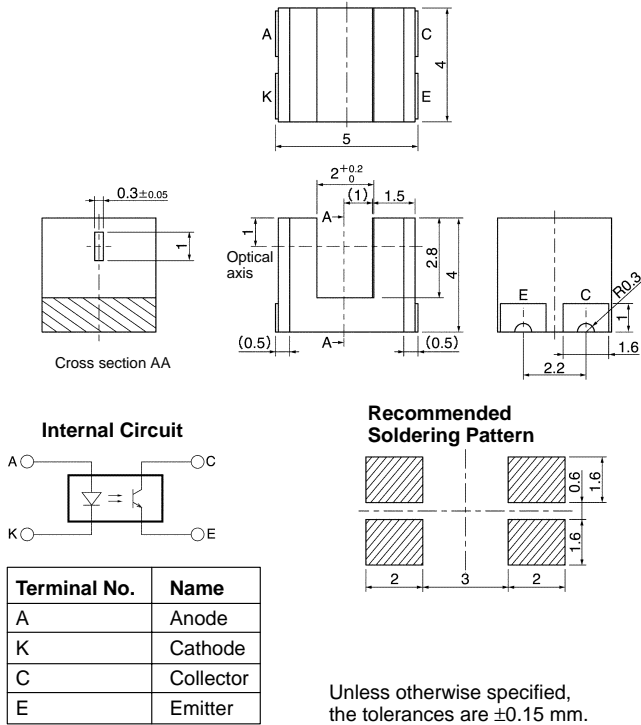 A
C
4
K
E
5
2 +0.2 0
0.3±0.05
(1)
1.5
A
1
1
Optical
axis
2.8
4
E
C
R0.3
1
A
(0.5)
(0.5)
1.6
2.2
Cross section AA
Internal Circuit
A
C
K
E
Recommended
Soldering Pattern
0.6
1.6
1.6
2
3
2
Terminal No. Name
A Anode
K Cathode
C Collector
E Emitter
Unless otherwise specified,
the tolerances are ±0.15 mm.